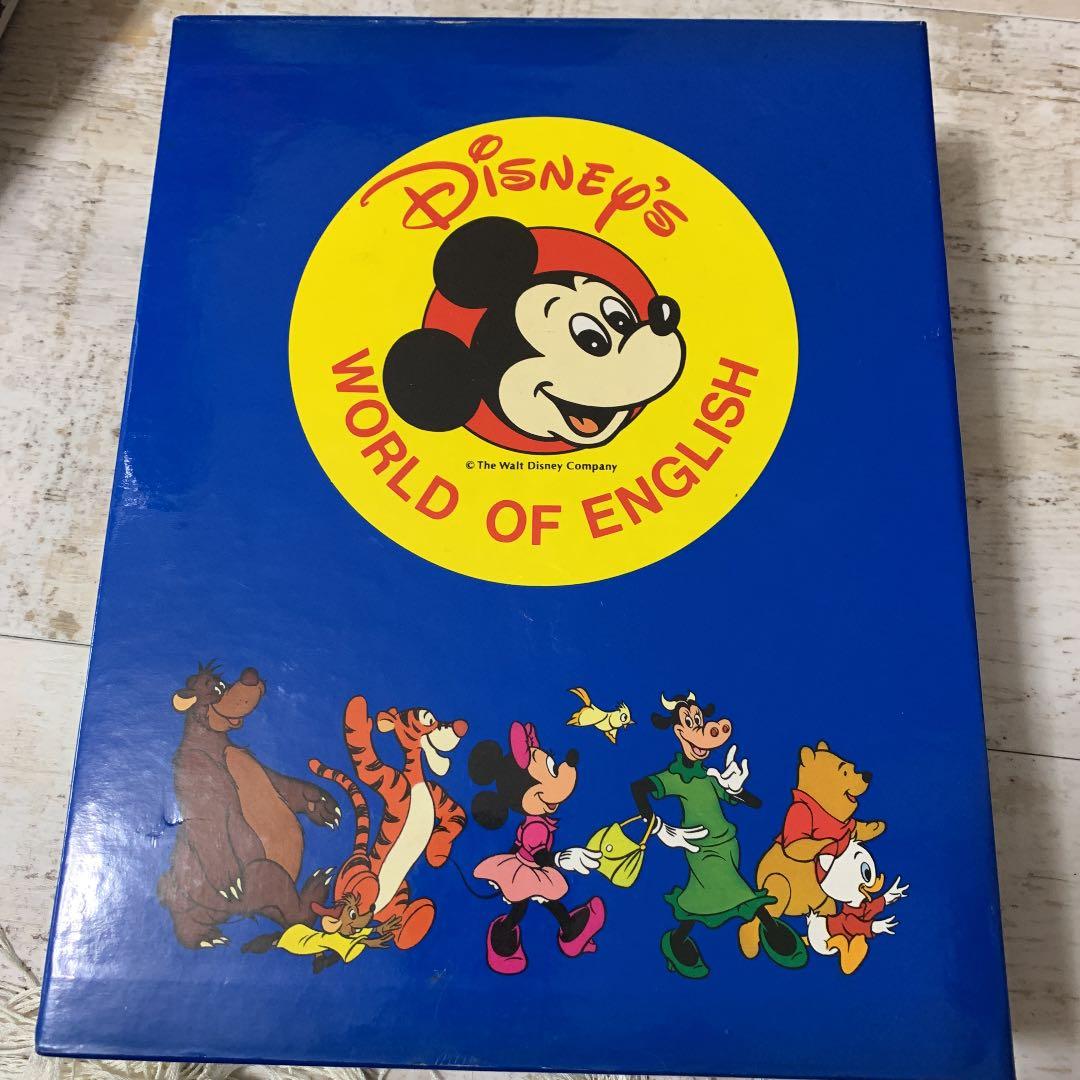 DISNEY'S
© The Walt Disney Company
WORLD OF ENGLISH